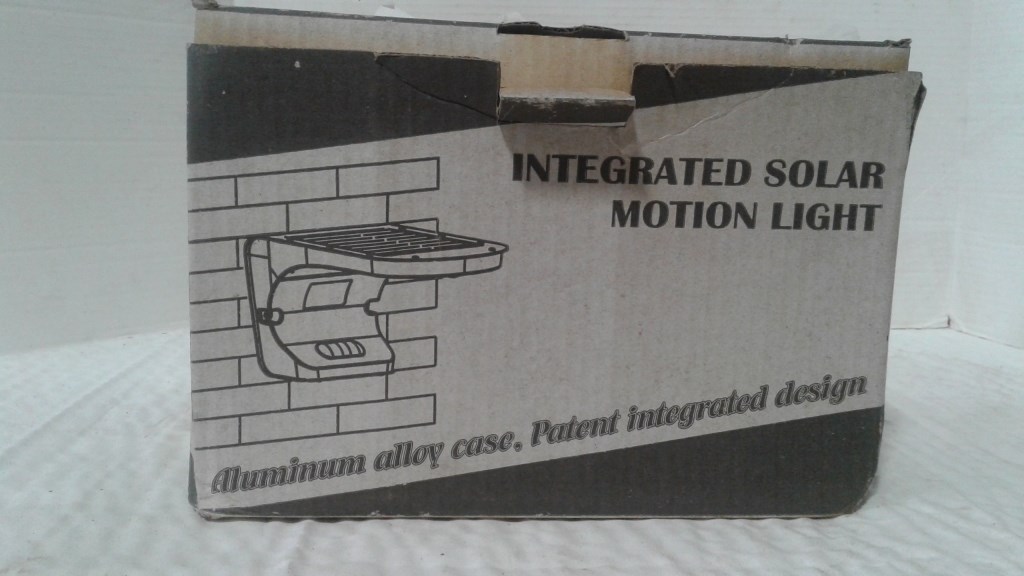 INTEGRATED SOLAR
MOTION LIGHT
Aluminum alloy case, Patent integrated design